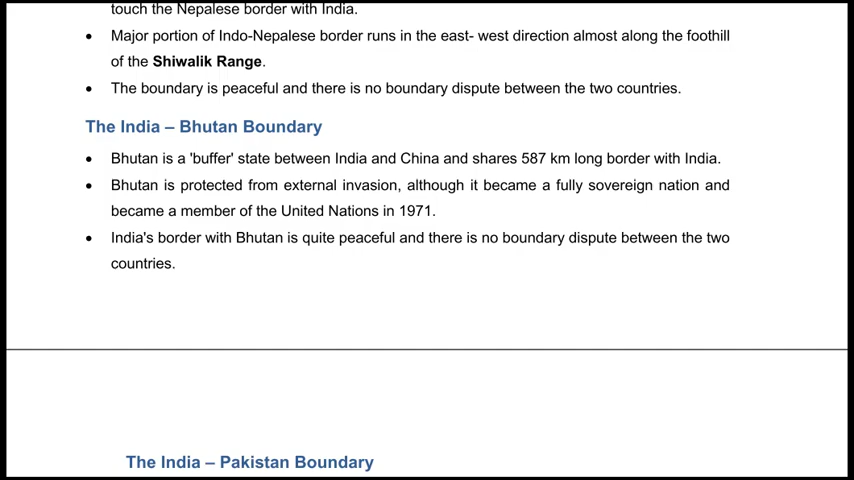 touch the Nepalese border with India.
• Major portion of Indo-Nepalese border runs in the east- west direction almost along the foothill
of the Shiwalik Range.
• The boundary is peaceful and there is no boundary dispute between the two countries.
The India – Bhutan Boundary
• Bhutan is a 'buffer' state between India and China and shares 587 km long border with India.
• Bhutan is protected from external invasion, although it became a fully sovereign nation and
became a member of the United Nations in 1971.
• India's border with Bhutan is quite peaceful and there is no boundary dispute between the two
countries.
The India – Pakistan Boundary